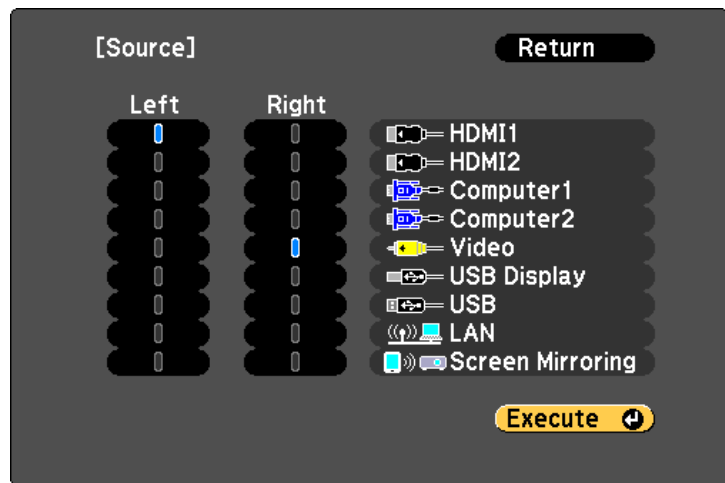 [Source] Return
Left Right
HDMI1
HDMI2
Computer1
Computer2
Video
USB Display
USB
LAN
Screen Mirroring
Execute